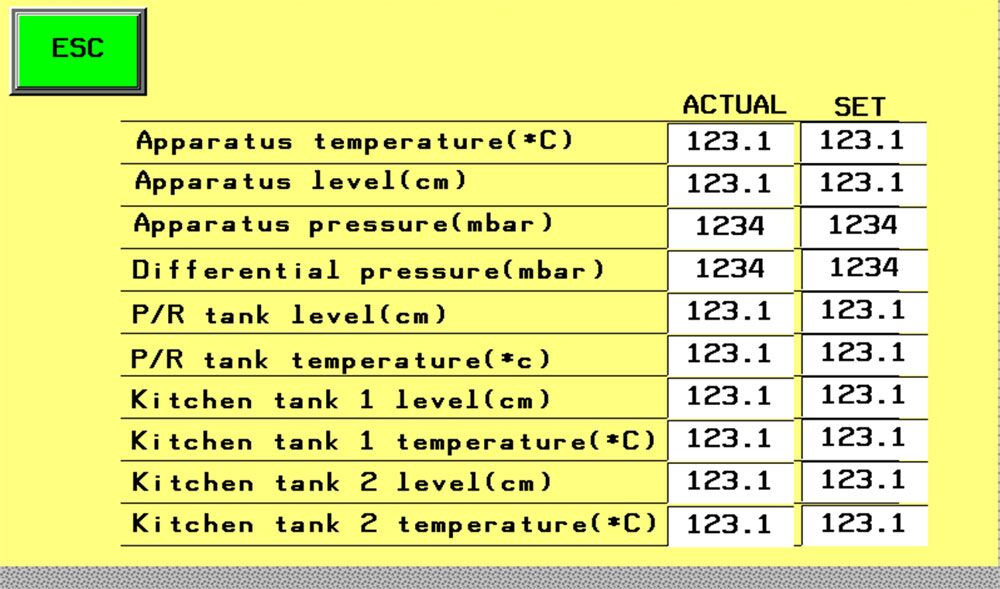 ESC
ACTUAL SET
Apparatus temperature(*C) 123.1 123.1
Apparatus level(cm) 123.1 123.1
Apparatus pressure(mbar) 1234 1234
Differential pressure(mbar) 1234 1234
P/R tank level(cm) 123.1 123.1
P/R tank temperature(*c) 123.1 123.1
Kitchen tank 1 level(cm) 123.1 123.1
Kitchen tank 1 temperature(*C) 123.1 123.1
Kitchen tank 2 level(cm) 123.1 123.1
Kitchen tank 2 temperature(*C) 123.1 123.1